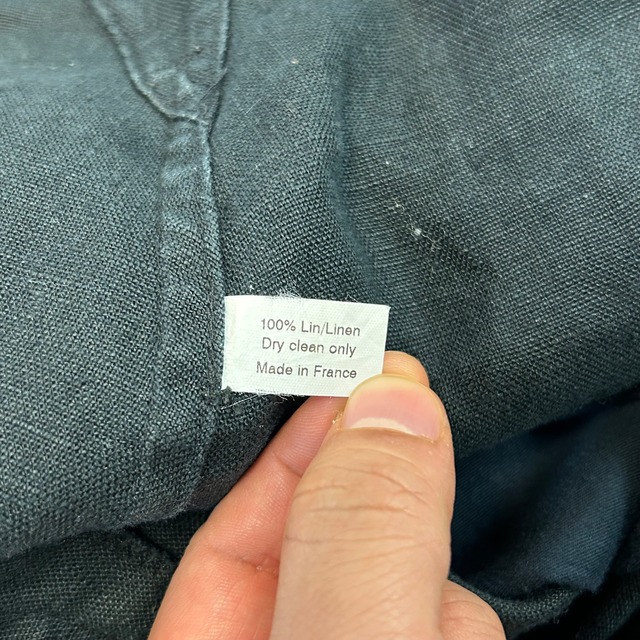 100% Lin/Linen
Dry clean only
Made in France